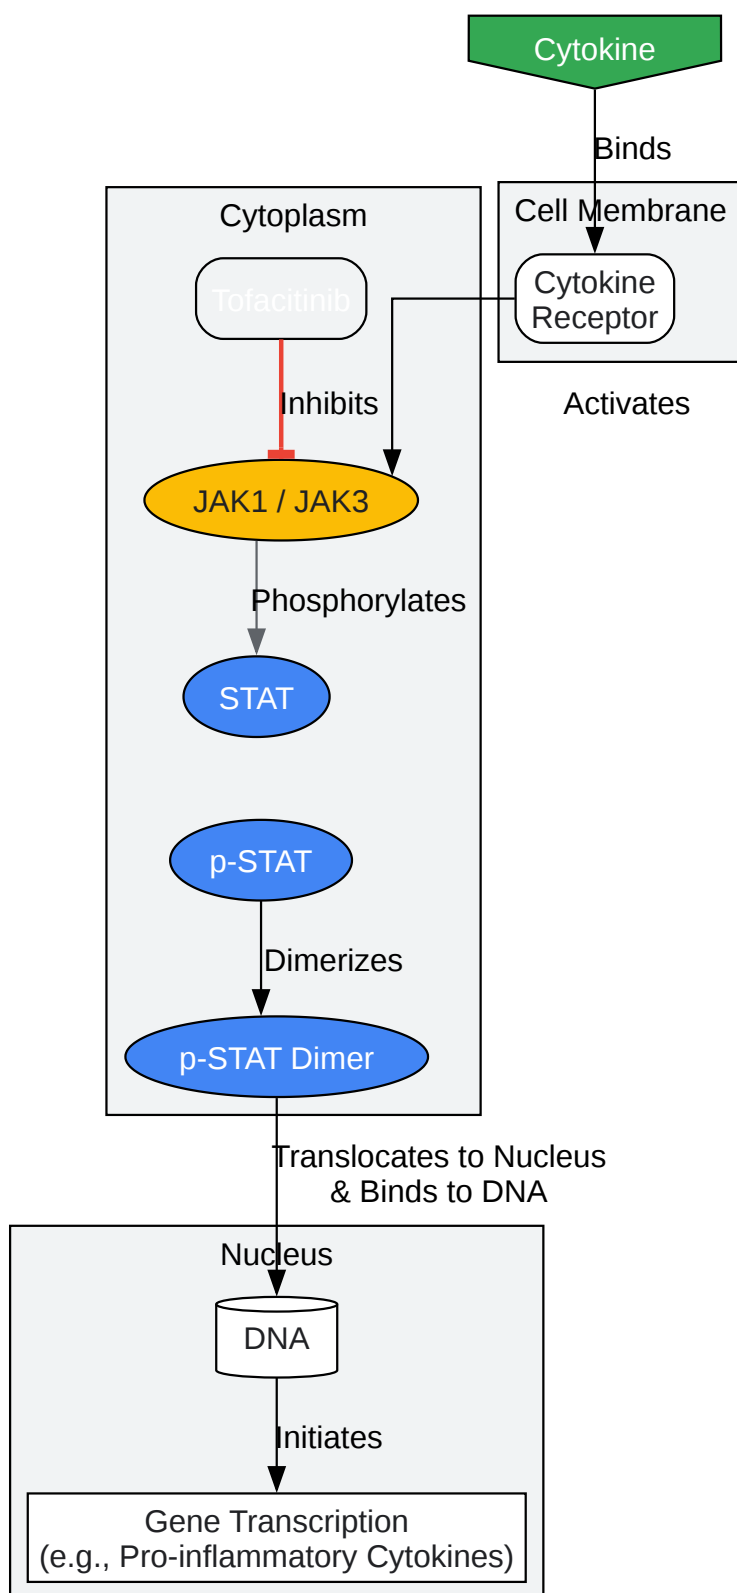 Cytokine
Binds
Cell Membrane
Cytokine
Receptor
Activates
Cytoplasm
Tofacitinib
Inhibits
JAK1 / JAK3
Phosphorylates
STAT
p-STAT
Dimerizes
p-STAT Dimer
Translocates to Nucleus
& Binds to DNA
Nucleus
DNA
Initiates
Gene Transcription
(e.g., Pro-inflammatory Cytokines)